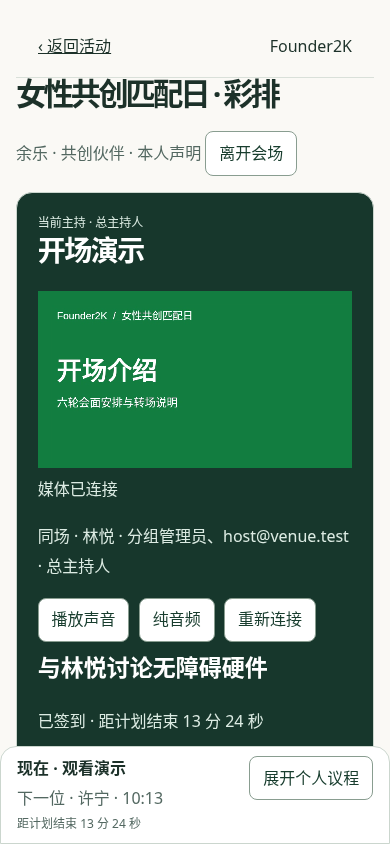 ‹ 返回活动
Founder2K
女性共创匹配日 · 彩排
余乐 · 共创伙伴 · 本人声明
离开会场
当前主持 · 总主持人
开场演示
Founder2K / 女性共创匹配日
开场介绍
六轮会面安排与转场说明
媒体已连接
同场 · 林悦 · 分组管理员、host@venue.test
· 总主持人
播放声音
纯音频
重新连接
与林悦讨论无障碍硬件
已签到 · 距计划结束 13 分 24 秒
现在 · 观看演示
下一位 · 许宁 · 10:13
距计划结束 13 分 24 秒
展开个人议程